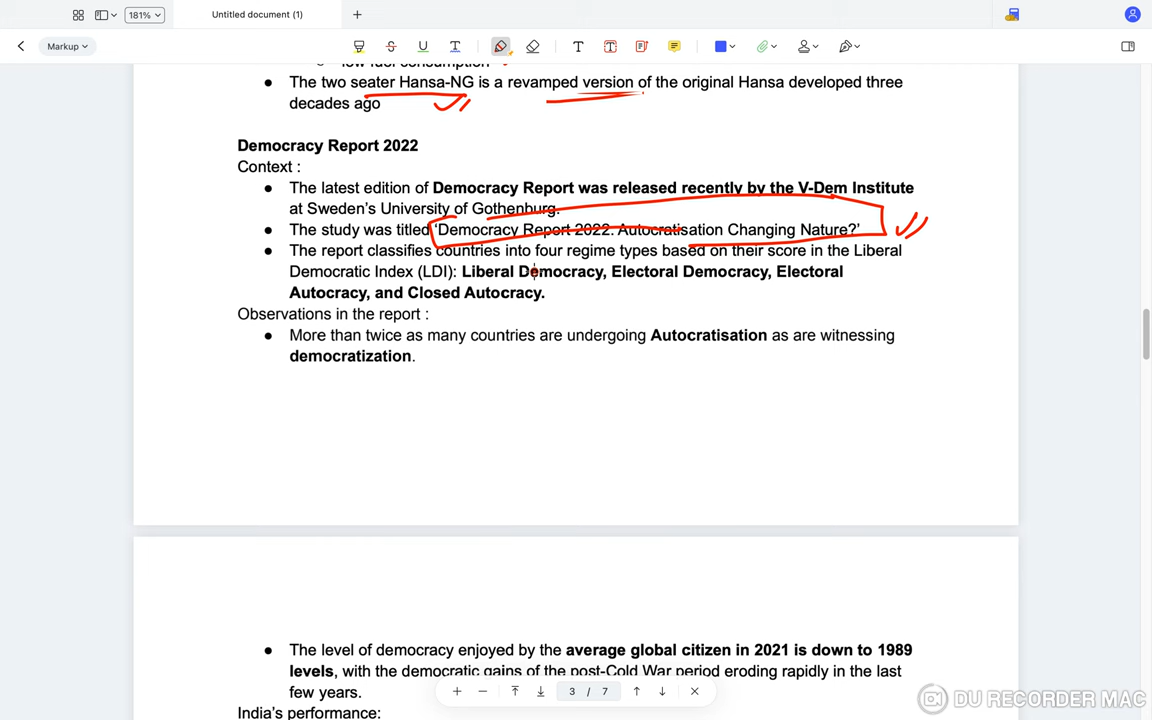 181%
Untitled document (1)
Markup
low fuel consumption
The two seater Hansa-NG is a revamped version of the original Hansa developed three
decades ago
Democracy Report 2022
Context :
The latest edition of Democracy Report was released recently by the V-Dem Institute
at Sweden's University of Gothenburg.
The study was titled 'Democracy Report 2022: Autocratisation Changing Nature?'
The report classifies countries into four regime types based on their score in the Liberal
Democratic Index (LDI): Liberal Democracy, Electoral Democracy, Electoral
Autocracy, and Closed Autocracy.
Observations in the report :
More than twice as many countries are undergoing Autocratisation as are witnessing
democratization.
The level of democracy enjoyed by the average global citizen in 2021 is down to 1989
levels, with the democratic gains of the post-Cold War period eroding rapidly in the last
few years.
3 / 7
India's performance:
DU RECORDER MAC